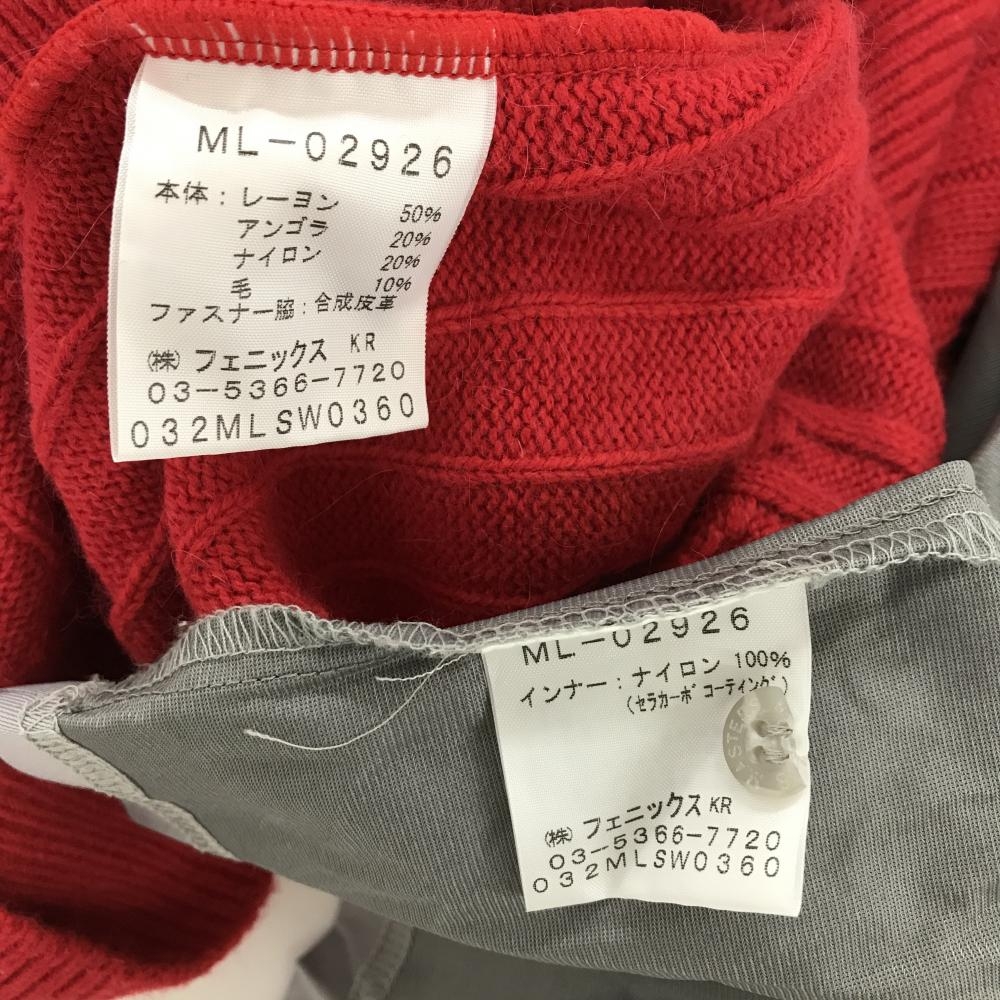 ML-02926
本体:レーヨン 50%
アンゴラ 20%
ナイロン 20%
毛 10%
ファスナー脇:合成皮革
㈱ フェニックス KR
03-5366-7720
032MLSW0360
ML-02926
インナー:ナイロン 100%
(セラカーボ コーティング)
㈱ フェニックス KR
03-5366-7720
032MLSW0360